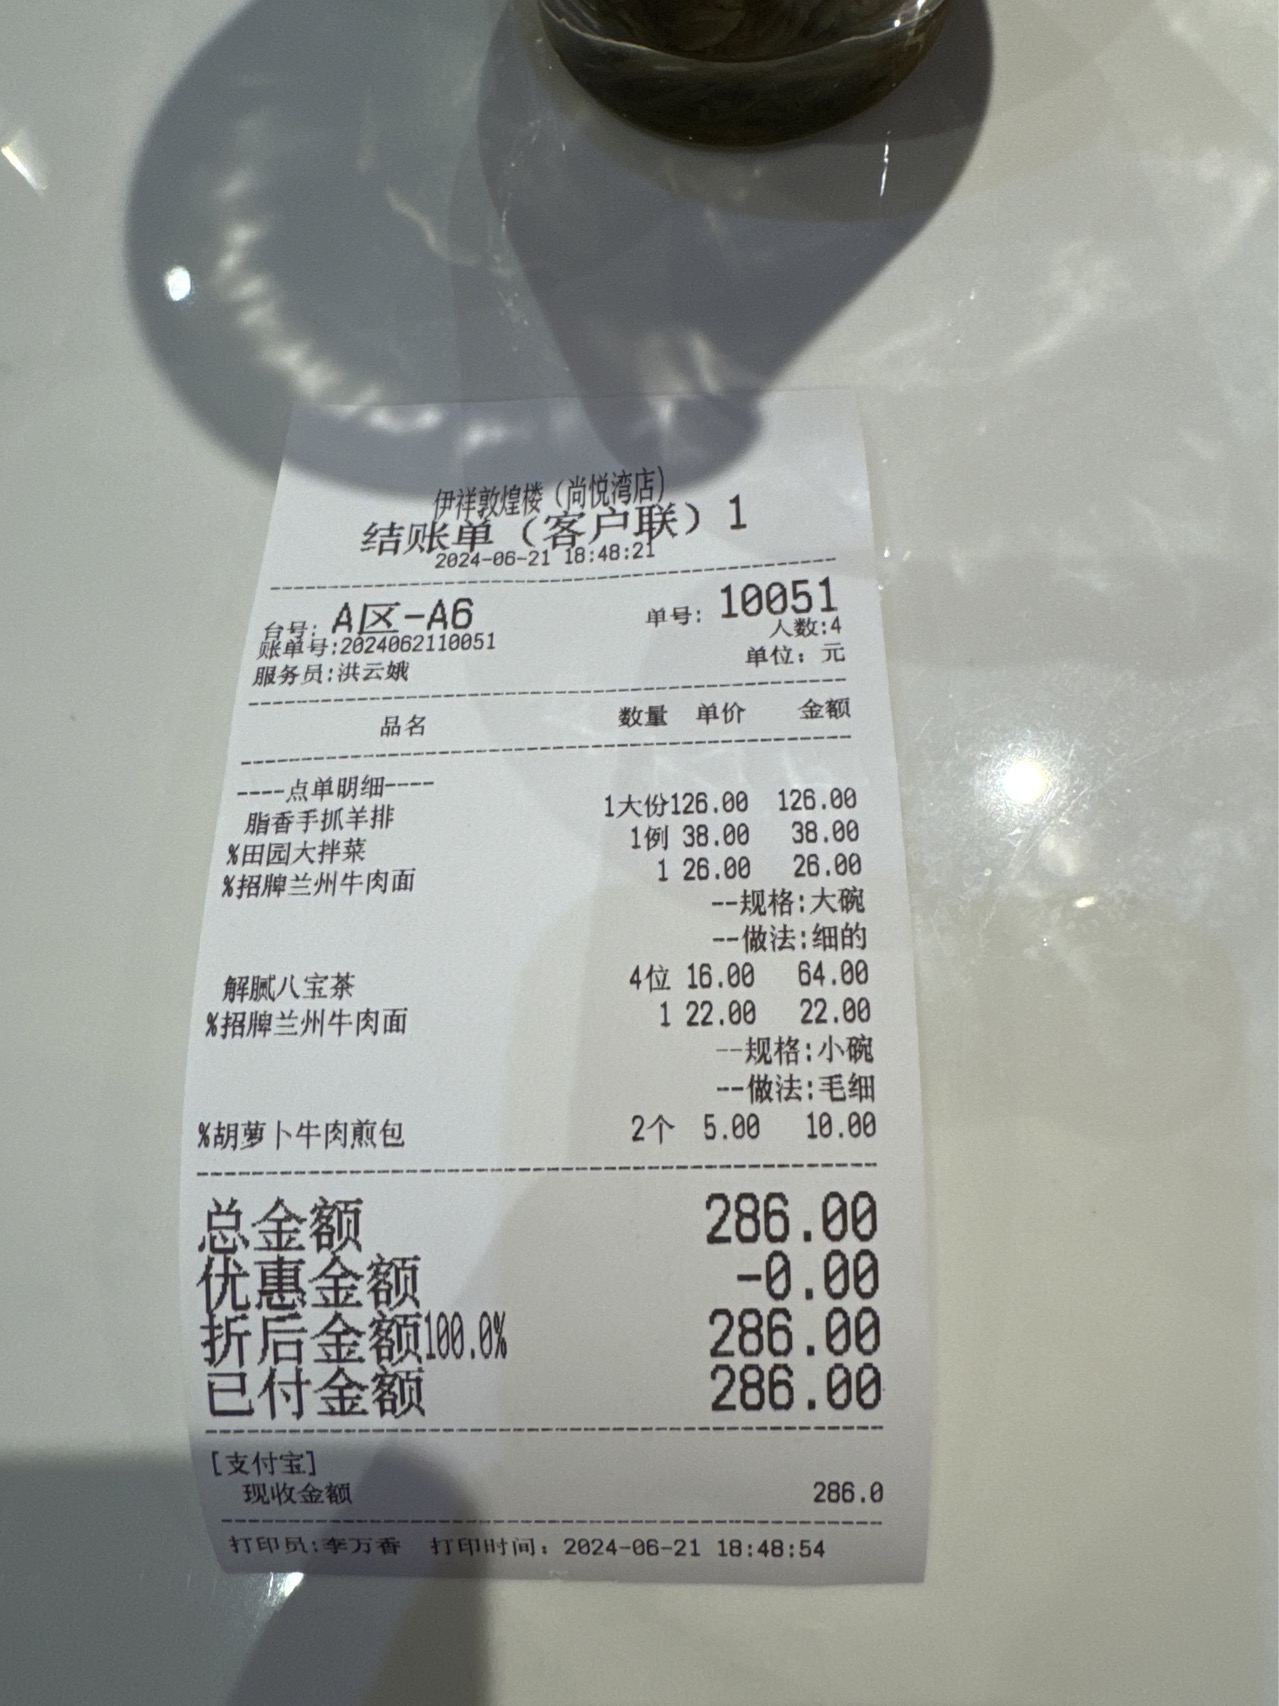 伊祥敦煌楼（尚悦湾店）
结账单（客户联）1
2024-06-21 18:48:21
台号: A区-A6 单号: 10051
账单号:2024062110051 人数:4
服务员:洪云娥 单位: 元
品名 数量 单价 金额
----点单明细----
脂香手抓羊排 1大份126.00 126.00
%田园大拌菜 1例 38.00 38.00
%招牌兰州牛肉面 1 26.00 26.00
--规格:大碗
--做法:细的
解腻八宝茶 4位 16.00 64.00
%招牌兰州牛肉面 1 22.00 22.00
--规格:小碗
--做法:毛细
%胡萝卜牛肉煎包 2个 5.00 10.00
总金额 286.00
优惠金额 -0.00
折后金额100.0% 286.00
已付金额 286.00
[支付宝]
现收金额 286.0
打印员:李万香 打印时间: 2024-06-21 18:48:54